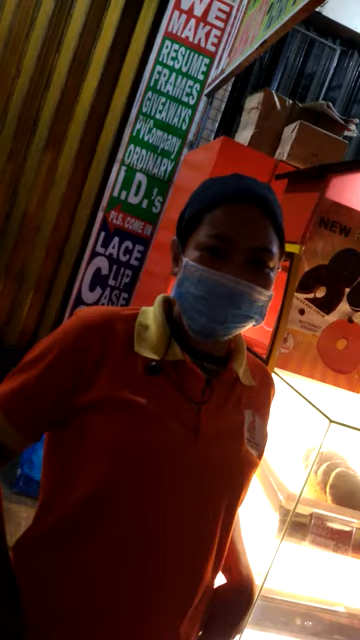 WE
MAKE
RESUME
FRAMES
GIVEAWAYS
PVCompany
ORDINARY
I.D.'s
PLS. COME IN
LACE
CLIP
CASE
NEW